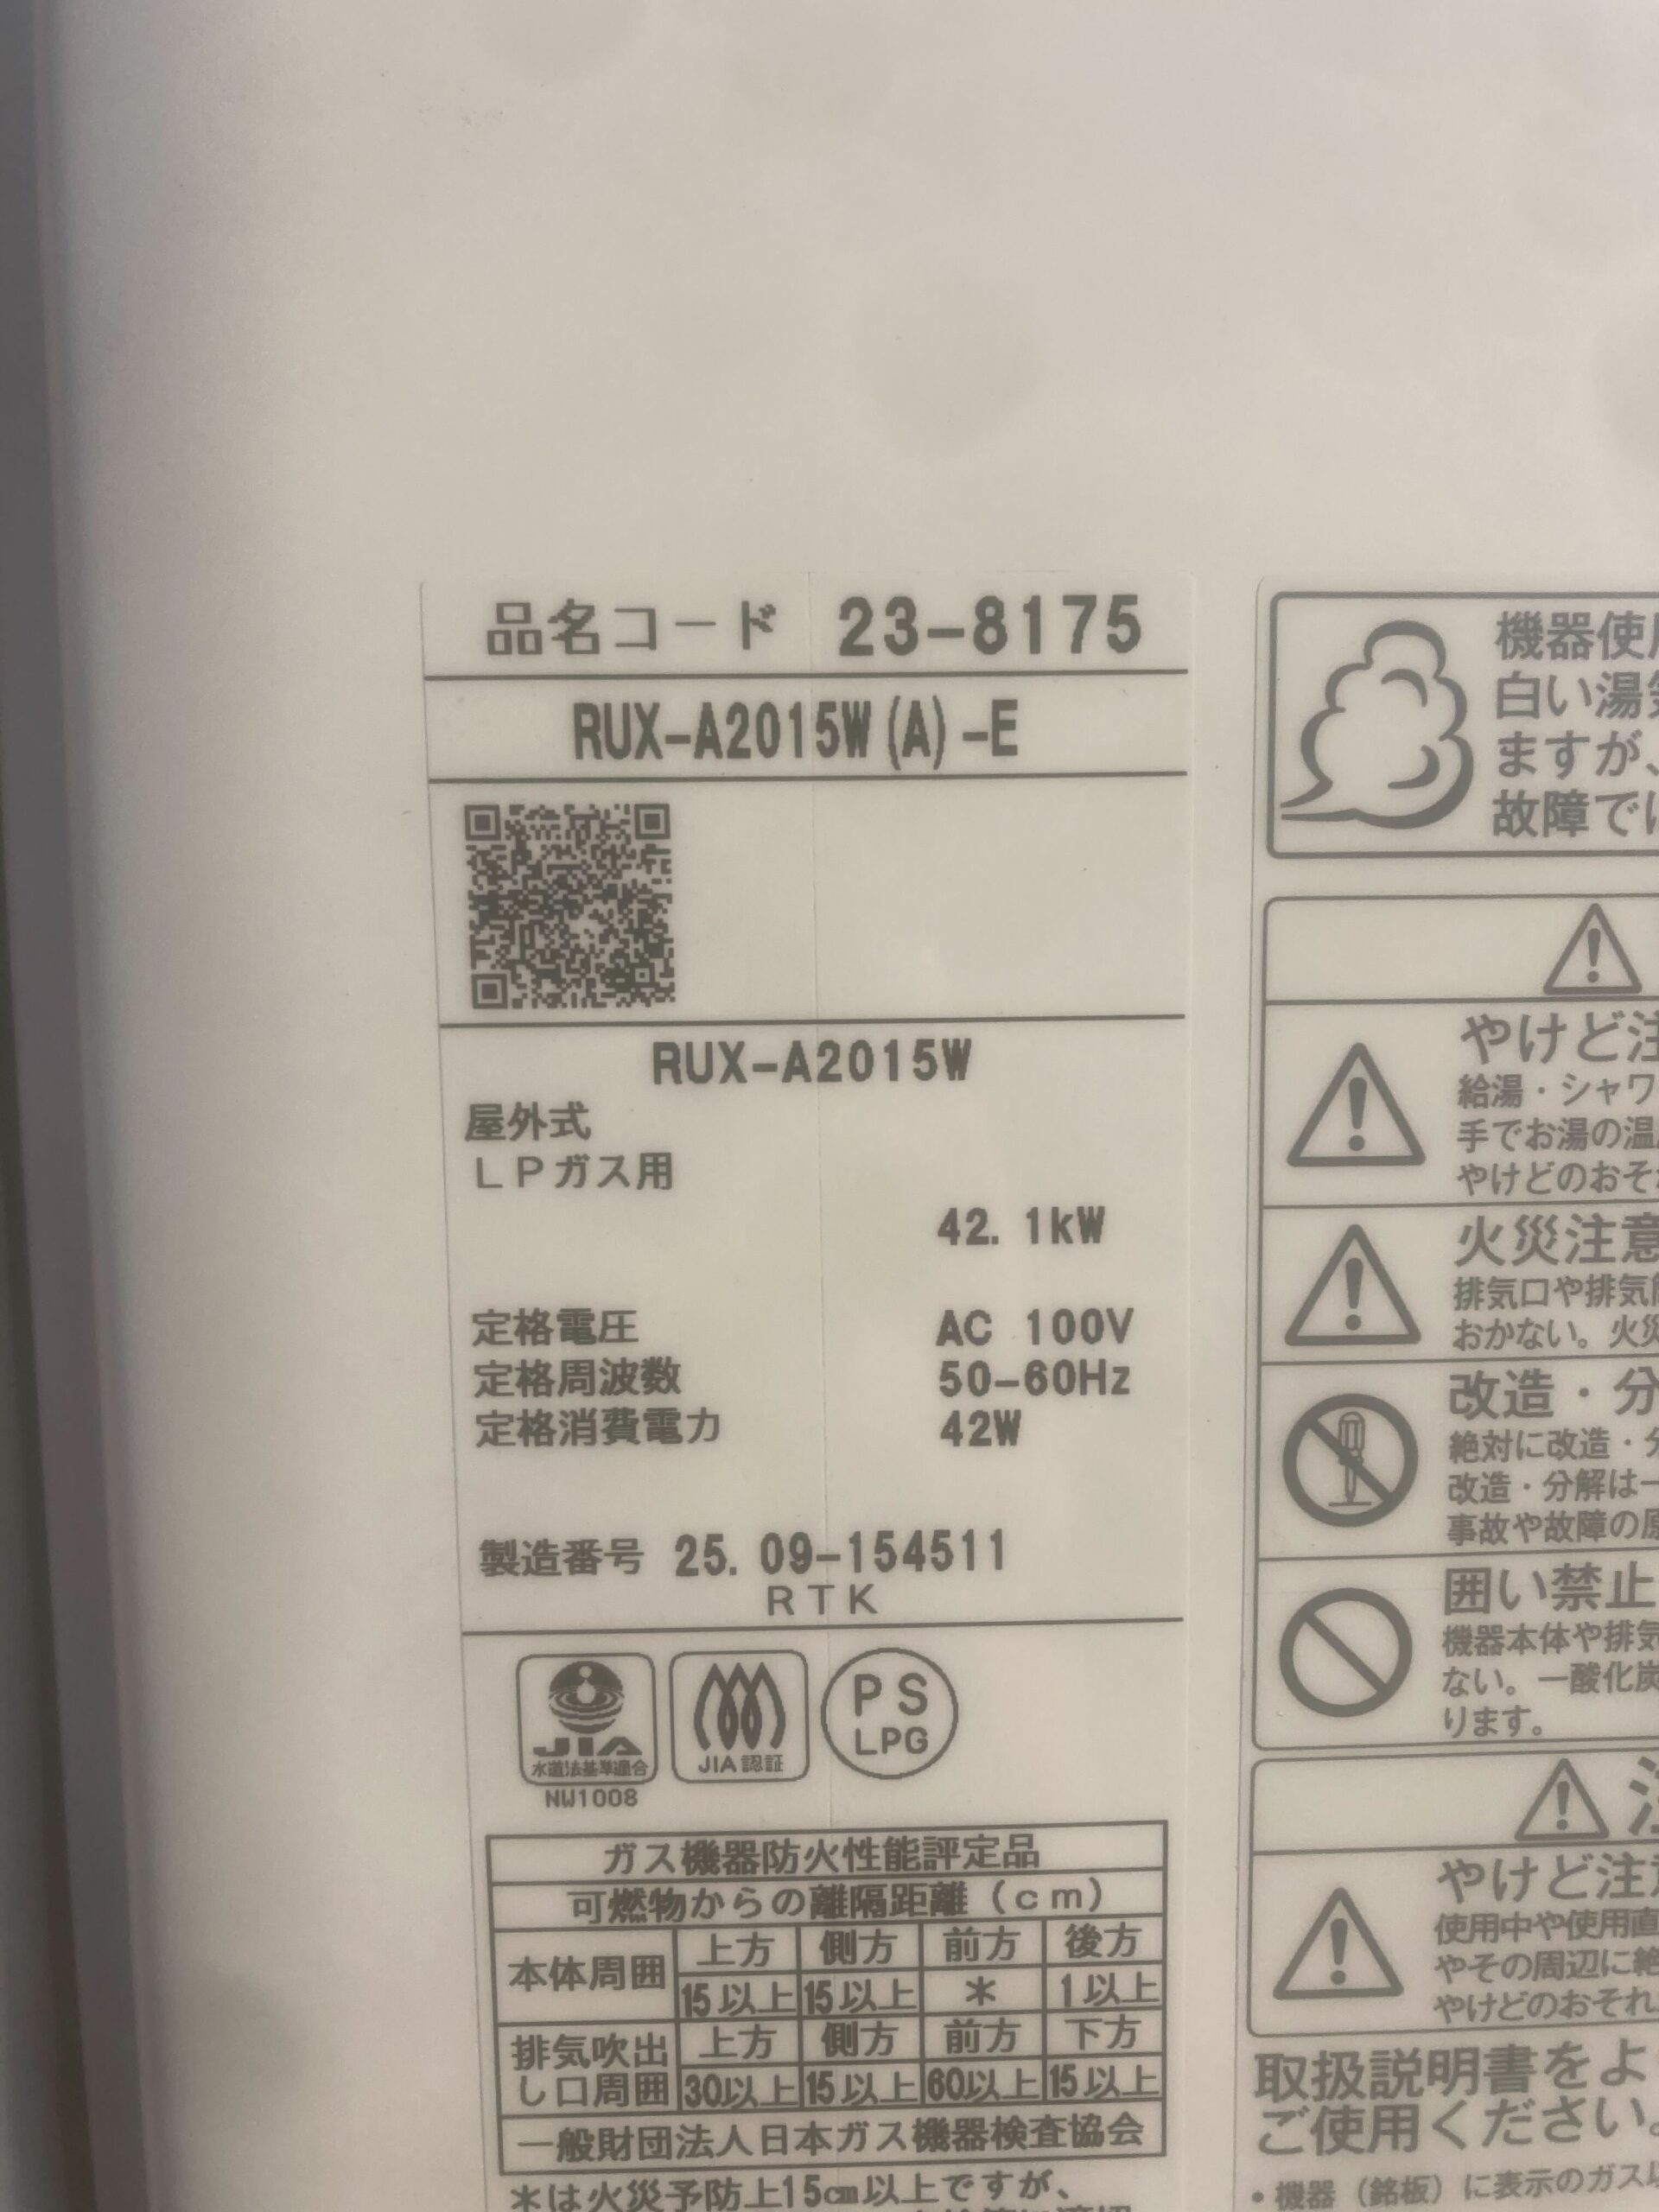 品名コード 23-8175
RUX-A2015W(A)-E
RUX-A2015W
屋外式
LPガス用
42.1kW
定格電圧 AC 100V
定格周波数 50-60Hz
定格消費電力 42W
製造番号 25.09-154511
RTK
JIA
水道法基準適合
NW1008
JIA認証
PS
LPG
ガス機器防火性能評定品
可燃物からの離隔距離(cm)
本体周囲 上方 側方 前方 後方
15以上 15以上 * 1以上
排気吹出し口周囲 上方 側方 前方 下方
30以上 15以上 60以上 15以上
一般財団法人日本ガス機器検査協会
*は火災予防上15cm以上ですが、
機器使
白い湯
ますが、
故障で
やけど注
給湯・シャワ
手でお湯の温
やけどのおそ
火災注意
排気口や排気
おかない。火
改造・分
絶対に改造・
改造・分解は
事故や故障の
囲い禁止
機器本体や排気
ない。一酸化炭
ります。
やけど注
使用中や使用直
やその周辺に絶
やけどのおそれ
取扱説明書をよ
ご使用ください。
・機器(銘板)に表示のガス